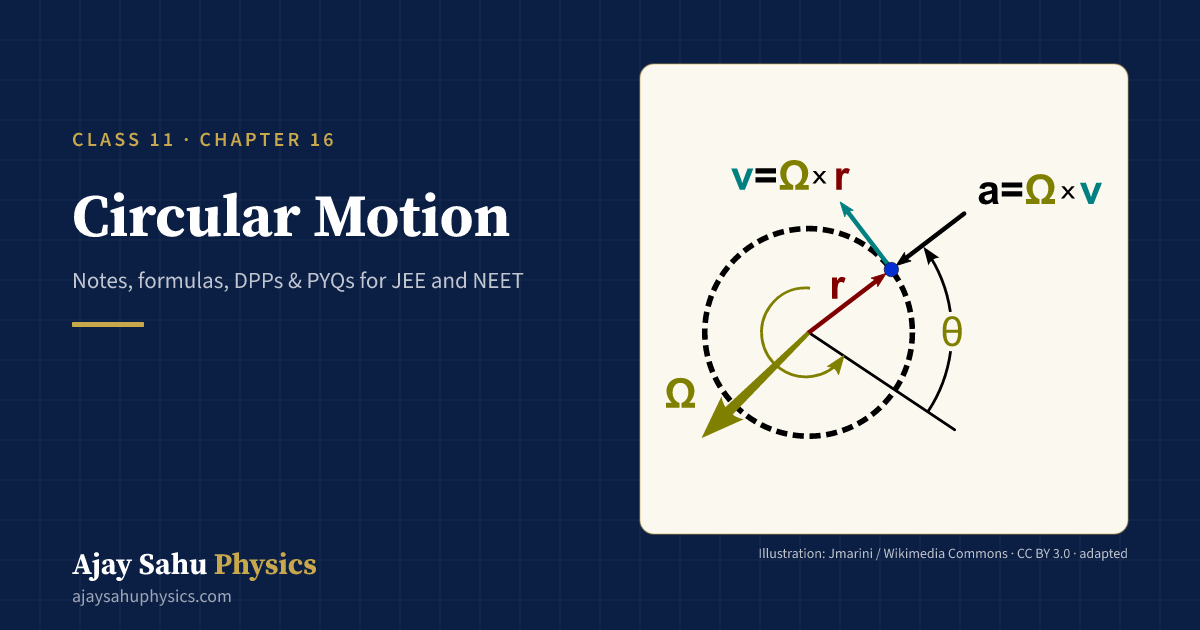 CLASS 11 · CHAPTER 16
Circular Motion
Notes, formulas, DPPs & PYQs for JEE and NEET
v=Ω×r
a=Ω×v
r
θ
Ω
Illustration: Jmarini / Wikimedia Commons · CC BY 3.0 · adapted
Ajay Sahu Physics
ajaysahuphysics.com